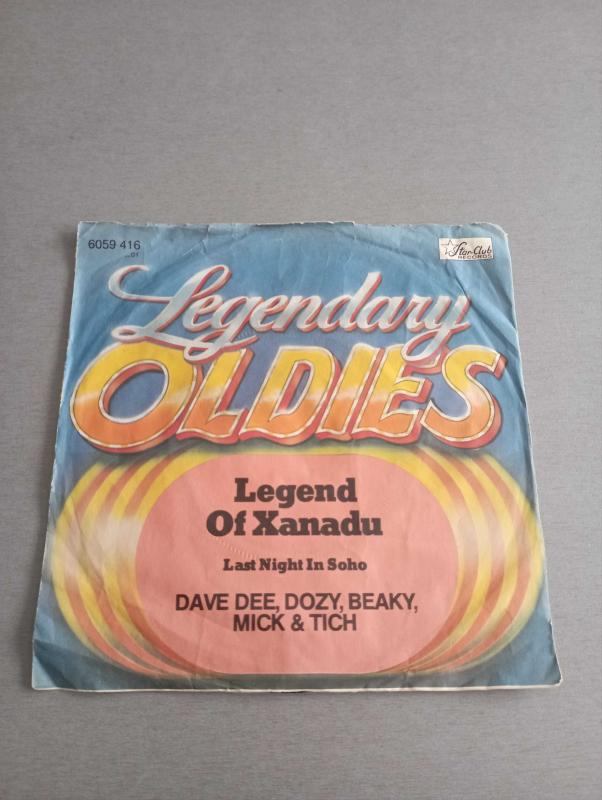 6059 416
Star-Club
RECORDS
Legendary
OLDIES
Legend
Of Xanadu
Last Night In Soho
DAVE DEE, DOZY, BEAKY,
MICK & TICH